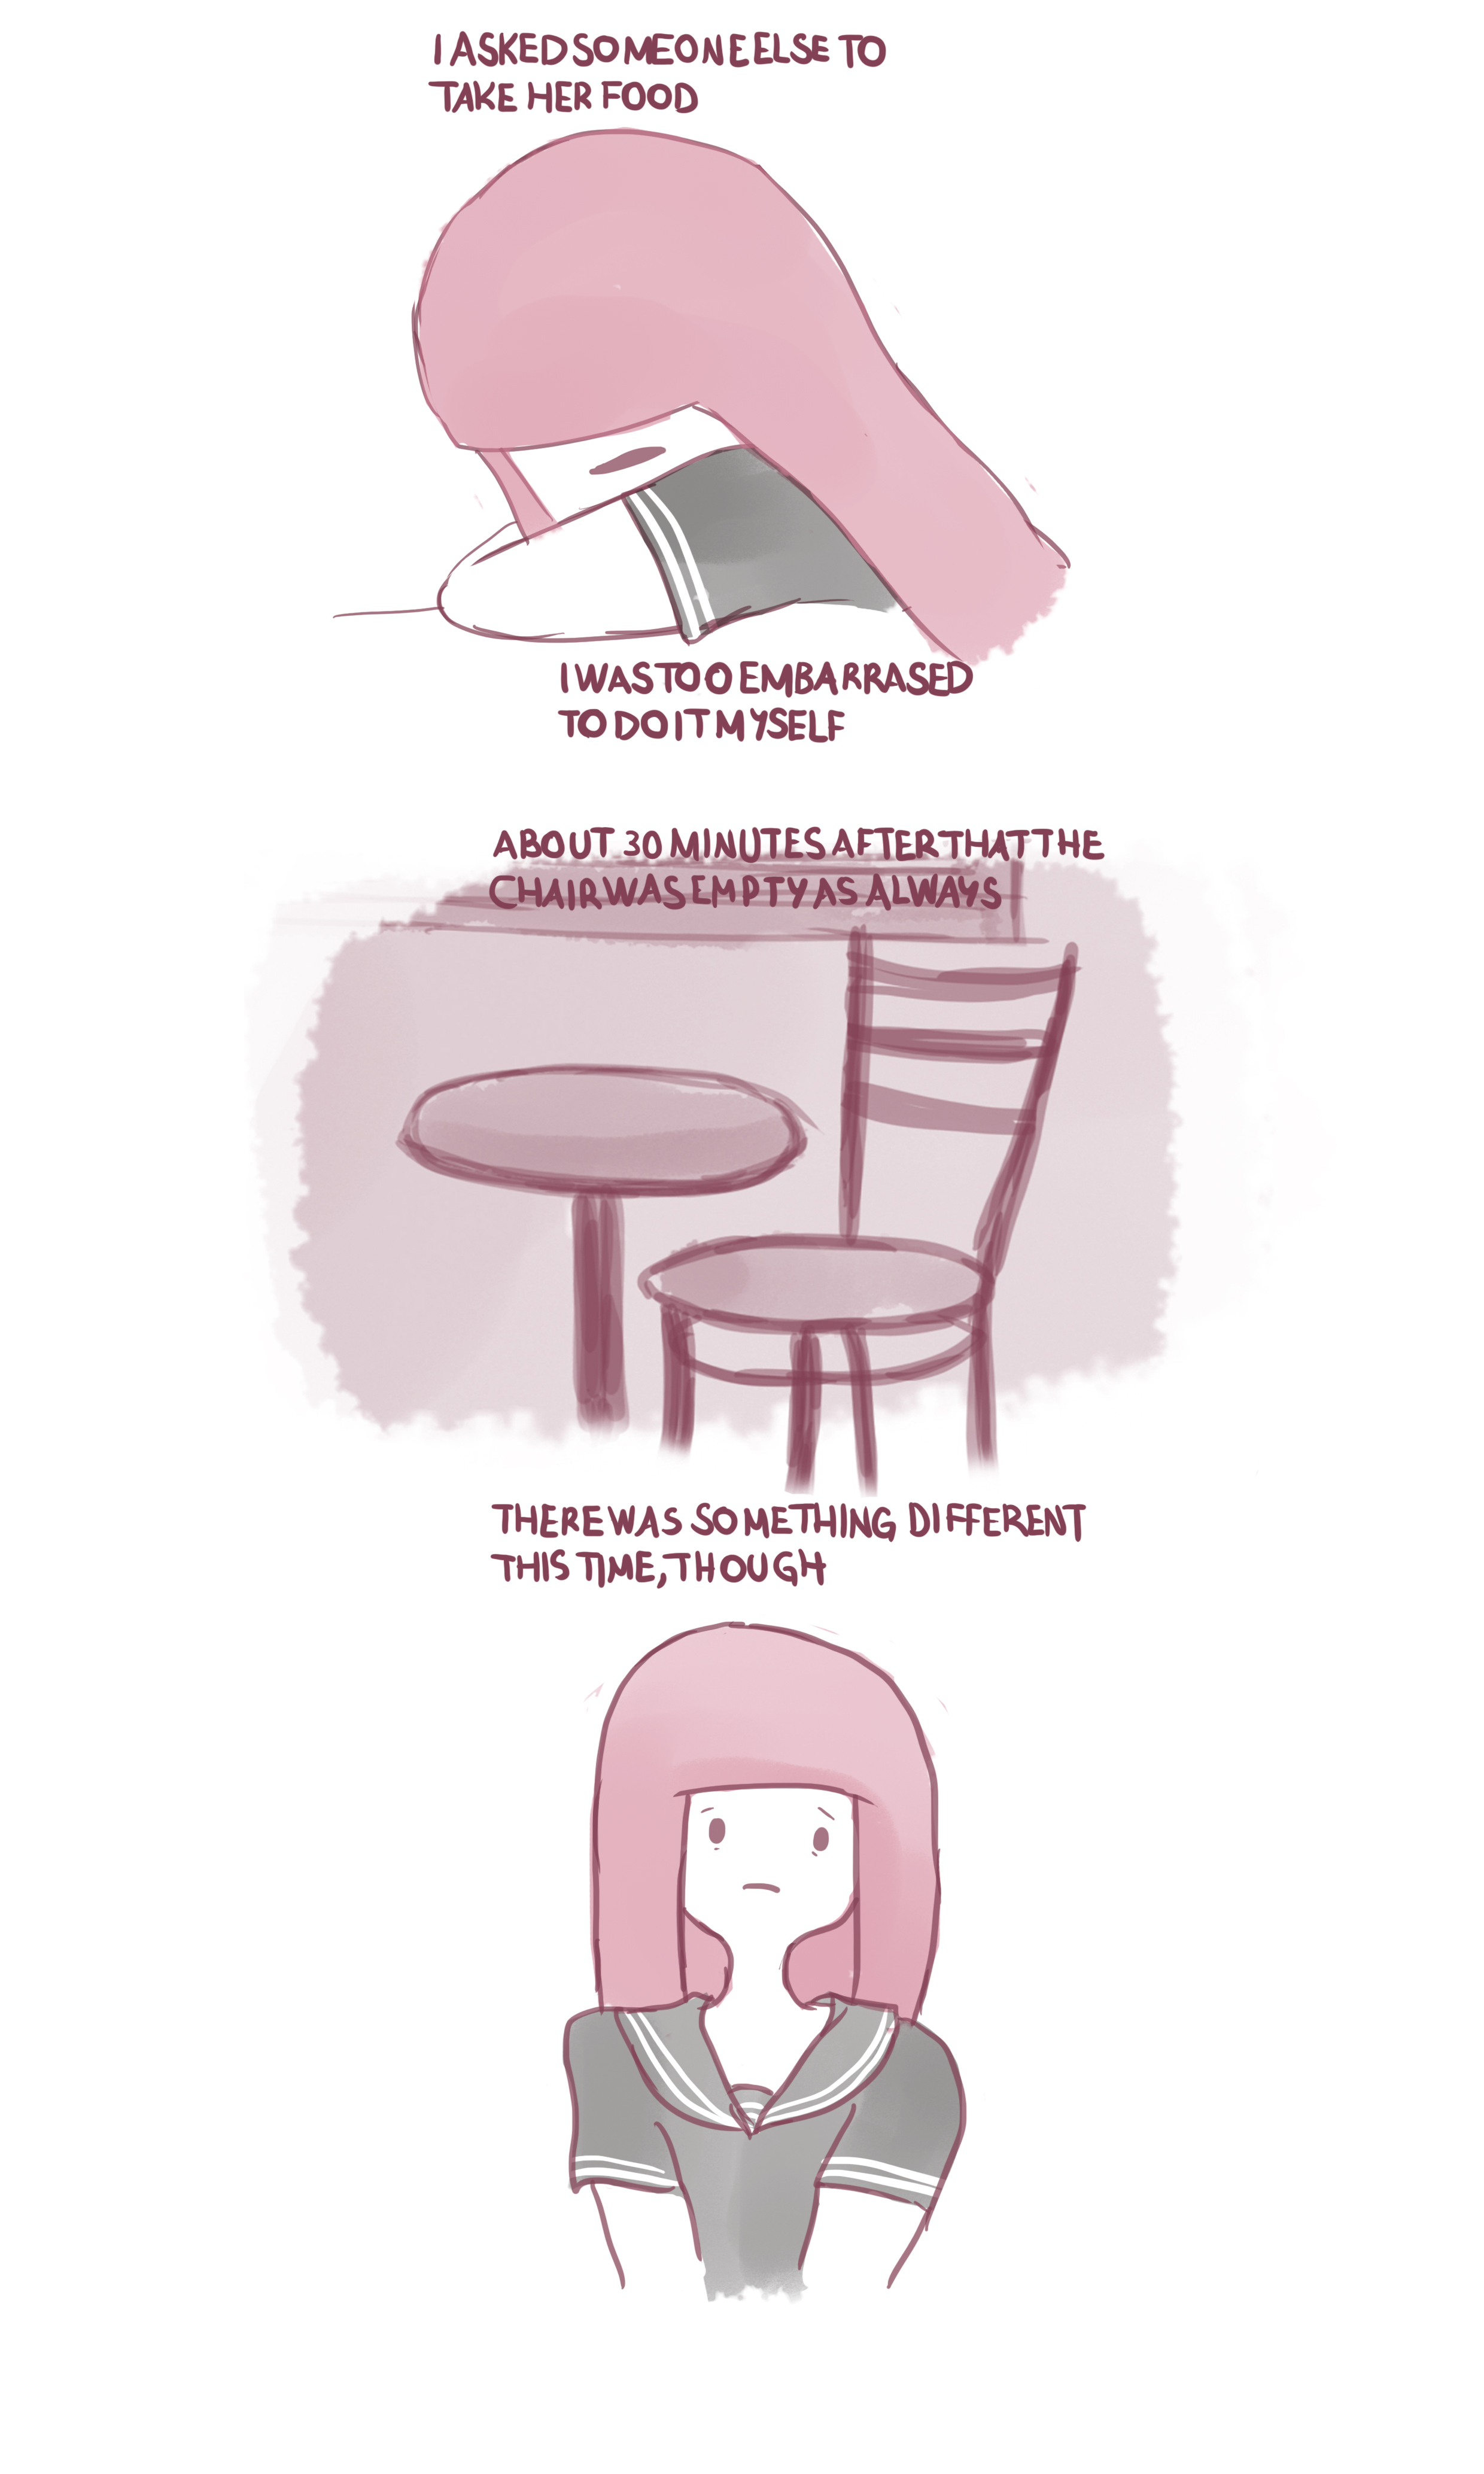 I ASKED SOMEONE ELSE TO
TAKE HER FOOD
I WAS TOO EMBARRASED
TO DO IT MYSELF
ABOUT 30 MINUTES AFTER THAT THE
CHAIR WAS EMPTY AS ALWAYS
THERE WAS SOMETHING DIFFERENT
THIS TIME, THOUGH